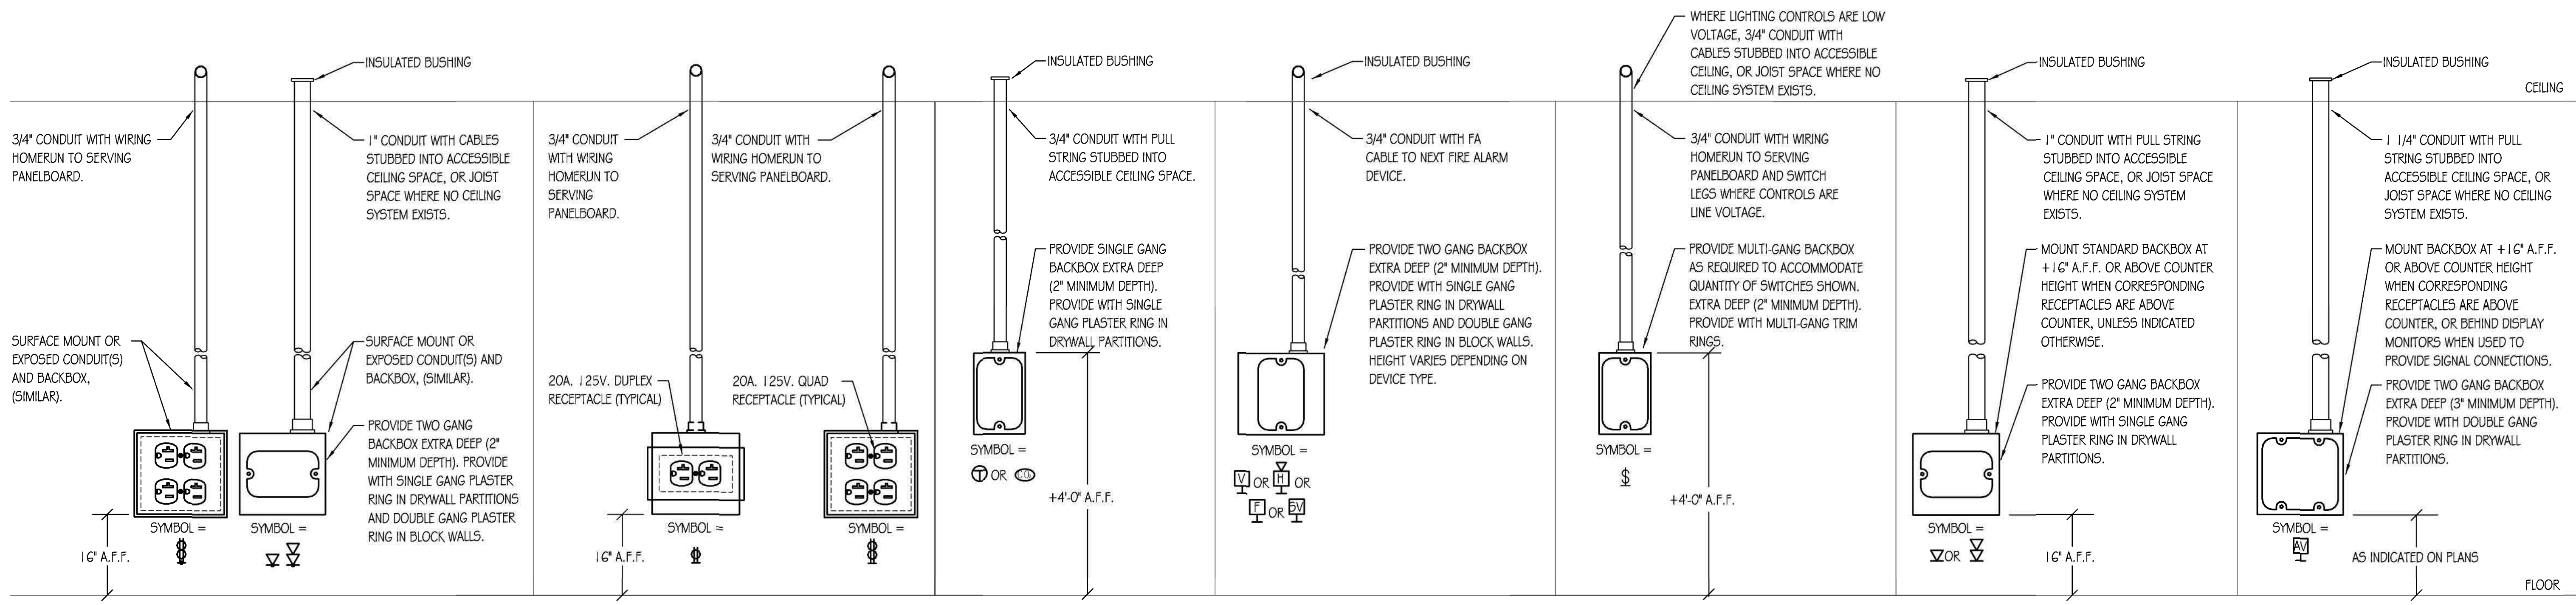 CEILING
3/4" CONDUIT WITH WIRING
HOMERUN TO SERVING
PANELBOARD.
INSULATED BUSHING
1" CONDUIT WITH CABLES
STUBBED INTO ACCESSIBLE
CEILING SPACE, OR JOIST
SPACE WHERE NO CEILING
SYSTEM EXISTS.
SURFACE MOUNT OR
EXPOSED CONDUIT(S)
AND BACKBOX,
(SIMILAR).
SURFACE MOUNT OR
EXPOSED CONDUIT(S) AND
BACKBOX, (SIMILAR).
PROVIDE TWO GANG
BACKBOX EXTRA DEEP (2"
MINIMUM DEPTH). PROVIDE
WITH SINGLE GANG PLASTER
RING IN DRYWALL PARTITIONS
AND DOUBLE GANG PLASTER
RING IN BLOCK WALLS.
SYMBOL =
SYMBOL =
16" A.F.F.
3/4" CONDUIT
WITH WIRING
HOMERUN TO
SERVING
PANELBOARD.
3/4" CONDUIT WITH
WIRING HOMERUN TO
SERVING PANELBOARD.
20A. 125V. DUPLEX
RECEPTACLE (TYPICAL)
20A. 125V. QUAD
RECEPTACLE (TYPICAL)
SYMBOL =
SYMBOL =
16" A.F.F.
INSULATED BUSHING
3/4" CONDUIT WITH PULL
STRING STUBBED INTO
ACCESSIBLE CEILING SPACE.
PROVIDE SINGLE GANG
BACKBOX EXTRA DEEP
(2" MINIMUM DEPTH).
PROVIDE WITH SINGLE
GANG PLASTER RING IN
DRYWALL PARTITIONS.
SYMBOL =
T OR CO2
+4'-0" A.F.F.
INSULATED BUSHING
3/4" CONDUIT WITH FA
CABLE TO NEXT FIRE ALARM
DEVICE.
PROVIDE TWO GANG BACKBOX
EXTRA DEEP (2" MINIMUM DEPTH).
PROVIDE WITH SINGLE GANG
PLASTER RING IN DRYWALL
PARTITIONS AND DOUBLE GANG
PLASTER RING IN BLOCK WALLS.
HEIGHT VARIES DEPENDING ON
DEVICE TYPE.
SYMBOL =
V OR H OR
F OR SV
WHERE LIGHTING CONTROLS ARE LOW
VOLTAGE, 3/4" CONDUIT WITH
CABLES STUBBED INTO ACCESSIBLE
CEILING, OR JOIST SPACE WHERE NO
CEILING SYSTEM EXISTS.
3/4" CONDUIT WITH WIRING
HOMERUN TO SERVING
PANELBOARD AND SWITCH
LEGS WHERE CONTROLS ARE
LINE VOLTAGE.
PROVIDE MULTI-GANG BACKBOX
AS REQUIRED TO ACCOMMODATE
QUANTITY OF SWITCHES SHOWN.
EXTRA DEEP (2" MINIMUM DEPTH).
PROVIDE WITH MULTI-GANG TRIM
RINGS.
SYMBOL =
$
+4'-0" A.F.F.
INSULATED BUSHING
1" CONDUIT WITH PULL STRING
STUBBED INTO ACCESSIBLE
CEILING SPACE, OR JOIST SPACE
WHERE NO CEILING SYSTEM
EXISTS.
MOUNT STANDARD BACKBOX AT
+16" A.F.F. OR ABOVE COUNTER
HEIGHT WHEN CORRESPONDING
RECEPTACLES ARE ABOVE
COUNTER, UNLESS INDICATED
OTHERWISE.
PROVIDE TWO GANG BACKBOX
EXTRA DEEP (2" MINIMUM DEPTH).
PROVIDE WITH SINGLE GANG
PLASTER RING IN DRYWALL
PARTITIONS.
SYMBOL =
OR
16" A.F.F.
INSULATED BUSHING
1 1/4" CONDUIT WITH PULL
STRING STUBBED INTO
ACCESSIBLE CEILING SPACE, OR
JOIST SPACE WHERE NO CEILING
SYSTEM EXISTS.
MOUNT BACKBOX AT +16" A.F.F.
OR ABOVE COUNTER HEIGHT
WHEN CORRESPONDING
RECEPTACLES ARE ABOVE
COUNTER, OR BEHIND DISPLAY
MONITORS WHEN USED TO
PROVIDE SIGNAL CONNECTIONS.
PROVIDE TWO GANG BACKBOX
EXTRA DEEP (3" MINIMUM DEPTH).
PROVIDE WITH DOUBLE GANG
PLASTER RING IN DRYWALL
PARTITIONS.
SYMBOL =
AV
AS INDICATED ON PLANS
FLOOR